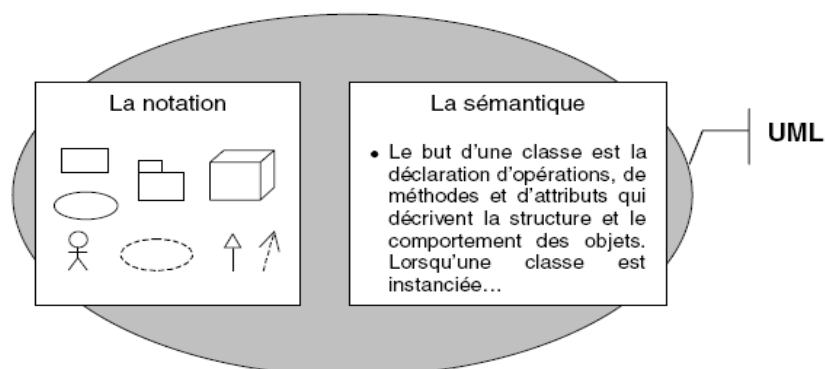 La notation
La sémantique
• Le but d'une classe est la
déclaration d'opérations, de
méthodes et d'attributs qui
décrivent la structure et le
comportement des objets.
Lorsqu'une classe est
instanciée...
UML